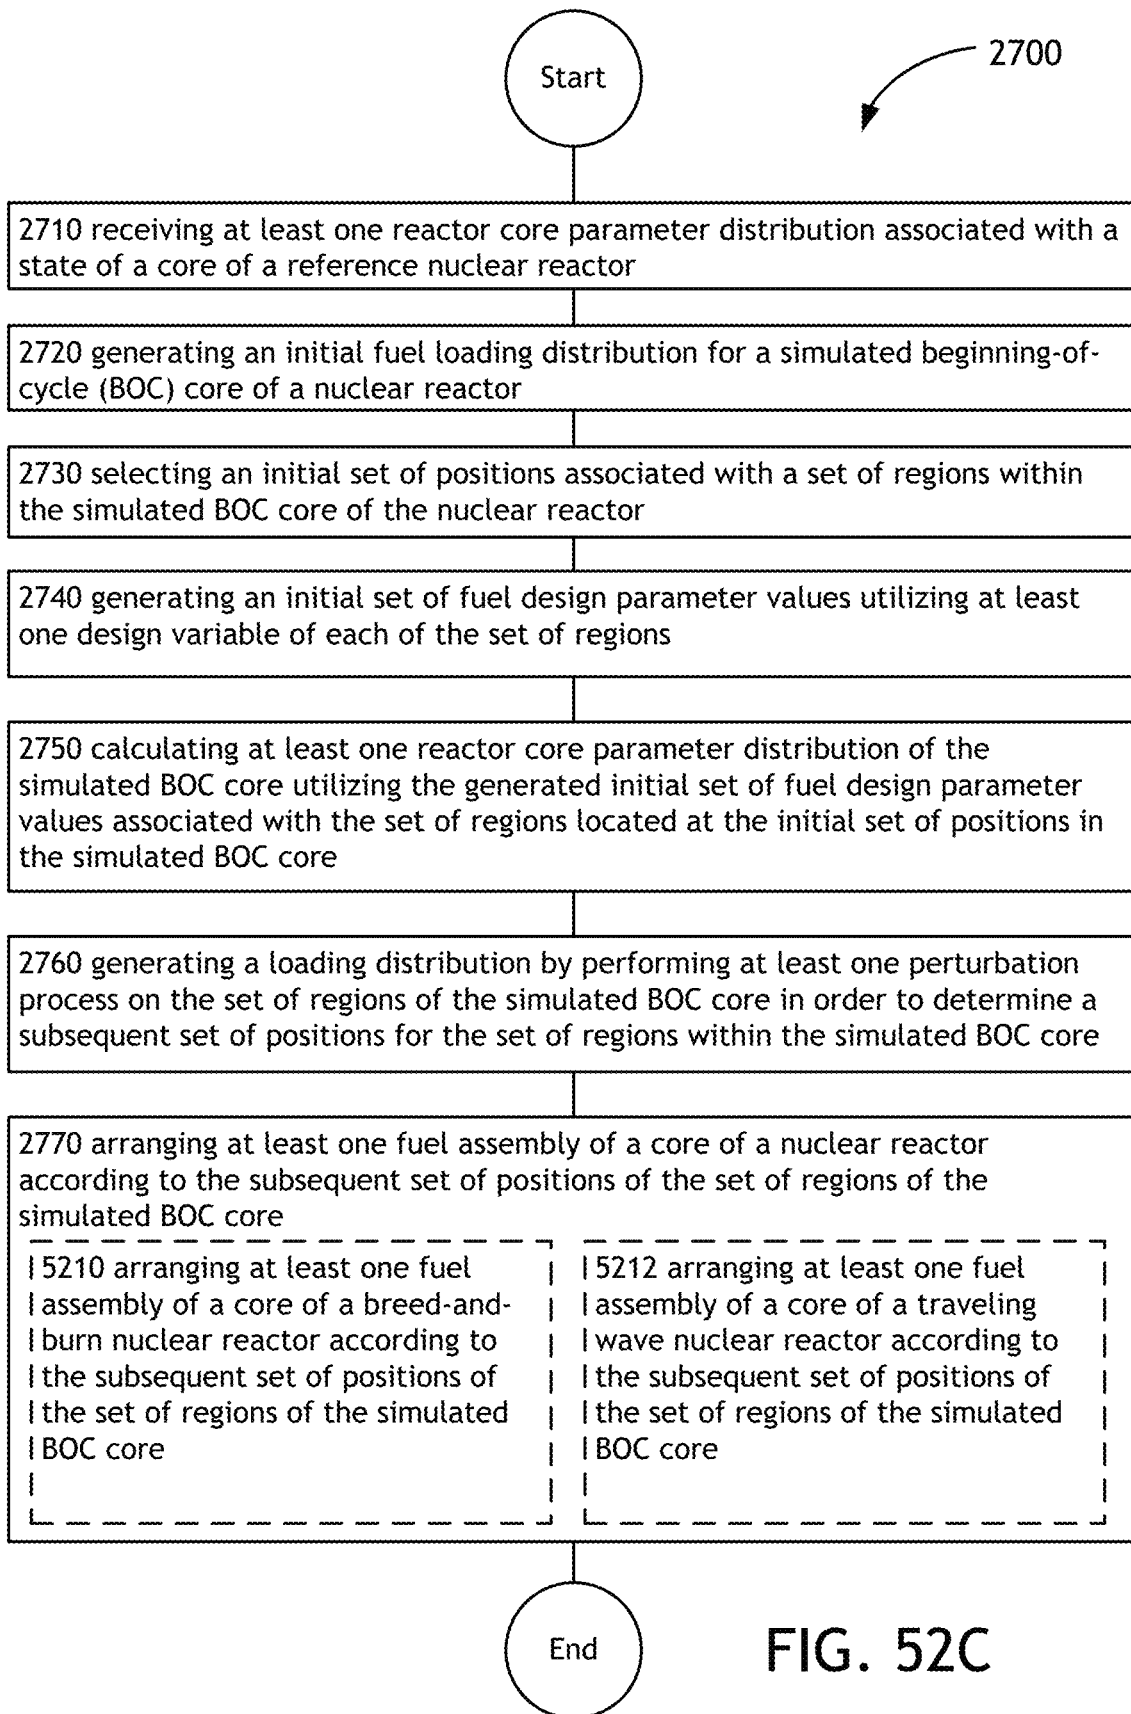 Start
2700
2710 receiving at least one reactor core parameter distribution associated with a
state of a core of a reference nuclear reactor
2720 generating an initial fuel loading distribution for a simulated beginning-of-
cycle (BOC) core of a nuclear reactor
2730 selecting an initial set of positions associated with a set of regions within
the simulated BOC core of the nuclear reactor
2740 generating an initial set of fuel design parameter values utilizing at least
one design variable of each of the set of regions
2750 calculating at least one reactor core parameter distribution of the
simulated BOC core utilizing the generated initial set of fuel design parameter
values associated with the set of regions located at the initial set of positions in
the simulated BOC core
2760 generating a loading distribution by performing at least one perturbation
process on the set of regions of the simulated BOC core in order to determine a
subsequent set of positions for the set of regions within the simulated BOC core
2770 arranging at least one fuel assembly of a core of a nuclear reactor
according to the subsequent set of positions of the set of regions of the
simulated BOC core
5210 arranging at least one fuel
assembly of a core of a breed-and-
burn nuclear reactor according to
the subsequent set of positions of
the set of regions of the simulated
BOC core
5212 arranging at least one fuel
assembly of a core of a traveling
wave nuclear reactor according to
the subsequent set of positions of
the set of regions of the simulated
BOC core
End
FIG. 52C